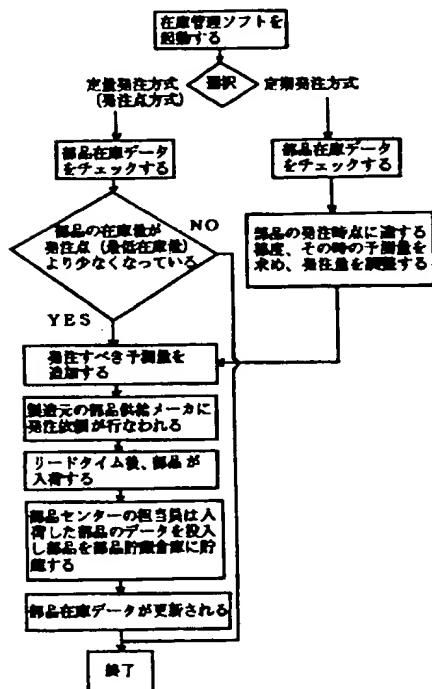 在庫管理ソフトを
起動する
選択
定量発注方式
(発注点方式)
定期発注方式
部品在庫データ
をチェックする
部品在庫データ
をチェックする
部品の在庫量が
発注点(最低在庫量)
より少なくなっている
NO
YES
部品の発注時点に達する
都度、その時の予測量を
求め、発注量を調整する
発注すべき予測量を
追加する
製造元の部品供給メーカに
発注依頼が行なわれる
リードタイム後、部品が
入荷する
部品センターの担当員は入
荷した部品のデータを投入
し部品を部品貯蔵倉庫に貯
蔵する
部品在庫データが更新される
終了